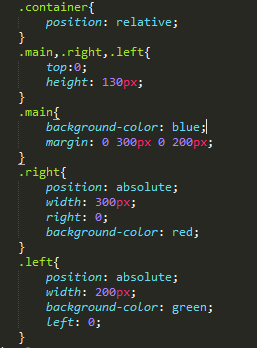 .container{
position: relative;
}
.main,.right,.left{
top:0;
height: 130px;
}
.main{
background-color: blue;
margin: 0 300px 0 200px;
}
.right{
position: absolute;
width: 300px;
right: 0;
background-color: red;
}
.left{
position: absolute;
width: 200px;
background-color: green;
left: 0;
}